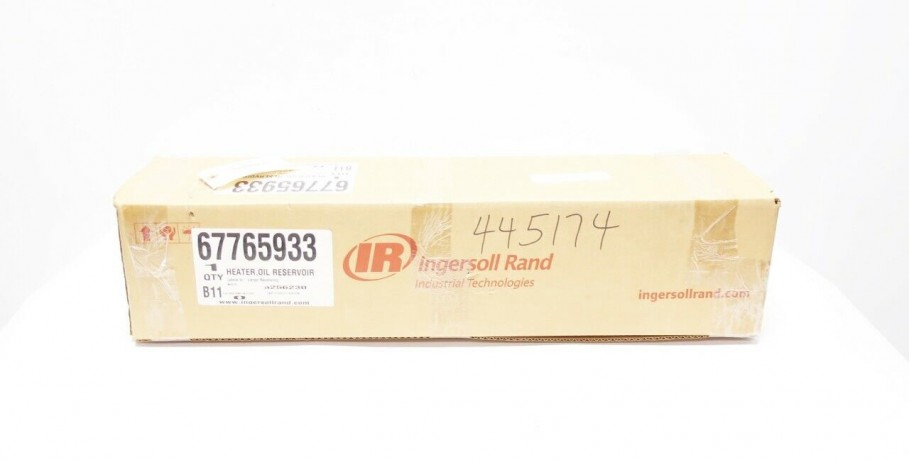 67765933
445174
67765933
1
QTY
HEATER.OIL RESERVOIR
B11
www.ingersollrand.com
IR
Ingersoll Rand
Industrial Technologies
ingersollrand.com